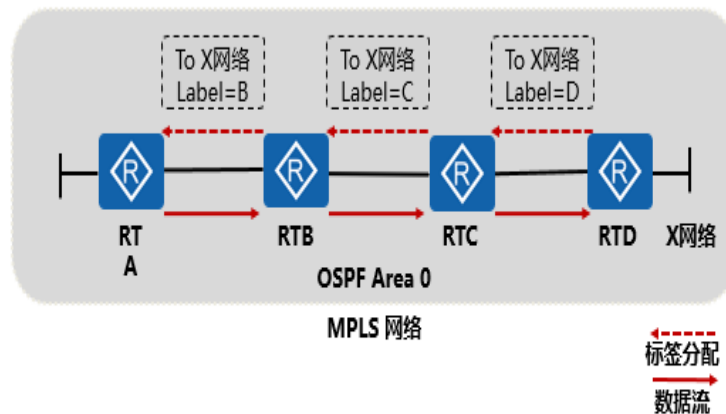 To X网络
Label=B
To X网络
Label=C
To X网络
Label=D
R
R
R
R
RT
A
RTB
RTC
RTD
X网络
OSPF Area 0
MPLS 网络
标签分配
数据流